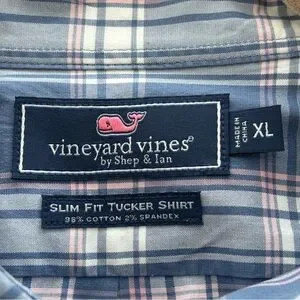 vineyard vines®
by Shep & Ian
MADE IN
CHINA
XL
SLIM FIT TUCKER SHIRT
98% COTTON 2% SPANDEX